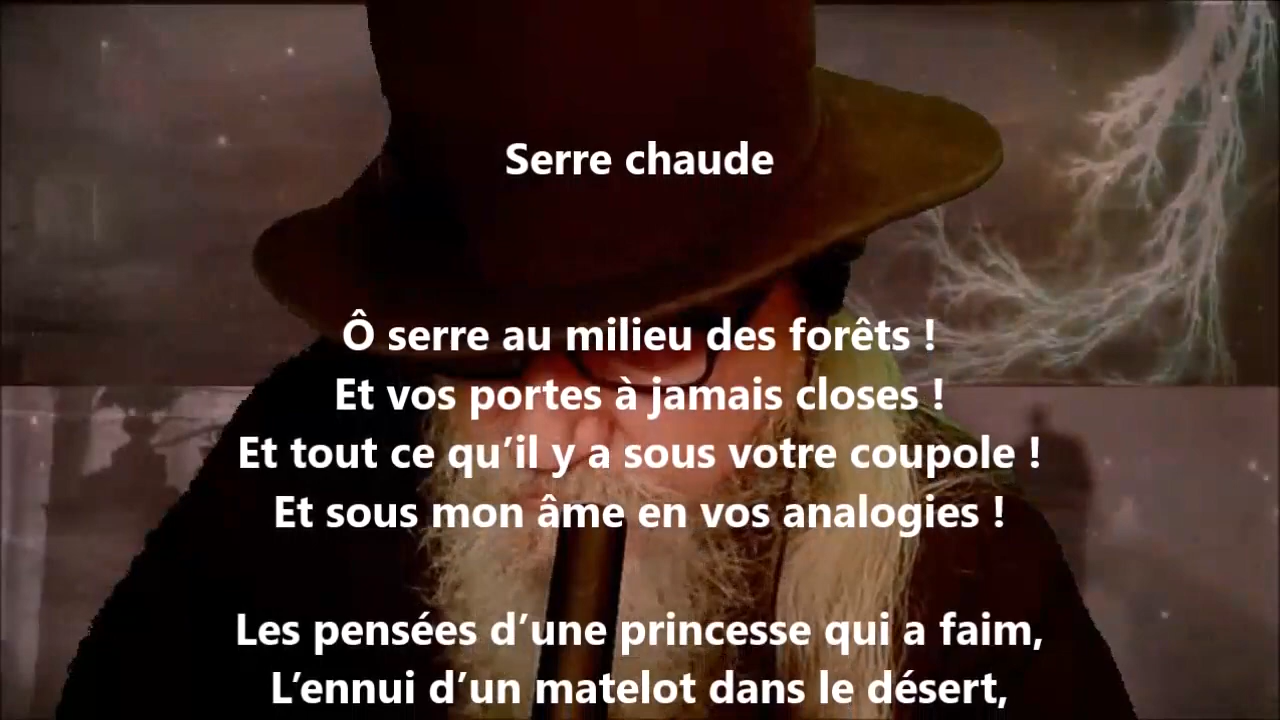 Serre chaude
Ô serre au milieu des forêts !
Et vos portes à jamais closes !
Et tout ce qu’il y a sous votre coupole !
Et sous mon âme en vos analogies !
Les pensées d’une princesse qui a faim,
L’ennui d’un matelot dans le désert,